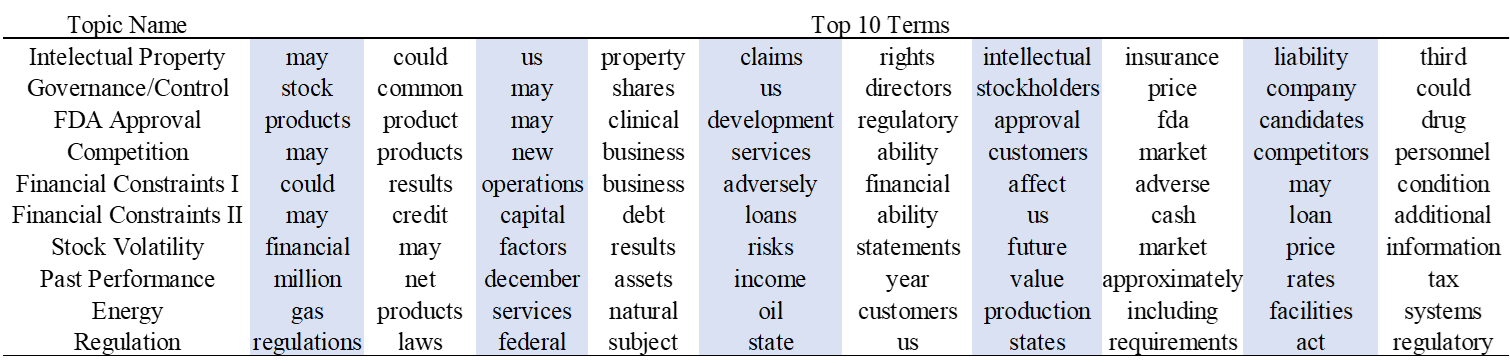 Topic Name Top 10 Terms
Intelectual Property may could us property claims rights intellectual insurance liability third
Governance/Control stock common may shares us directors stockholders price company could
FDA Approval products product may clinical development regulatory approval fda candidates drug
Competition may products new business services ability customers market competitors personnel
Financial Constraints I could results operations business adversely financial affect adverse may condition
Financial Constraints II may credit capital debt loans ability us cash loan additional
Stock Volatility financial may factors results risks statements future market price information
Past Performance million net december assets income year value approximately rates tax
Energy gas products services natural oil customers production including facilities systems
Regulation regulations laws federal subject state us states requirements act regulatory